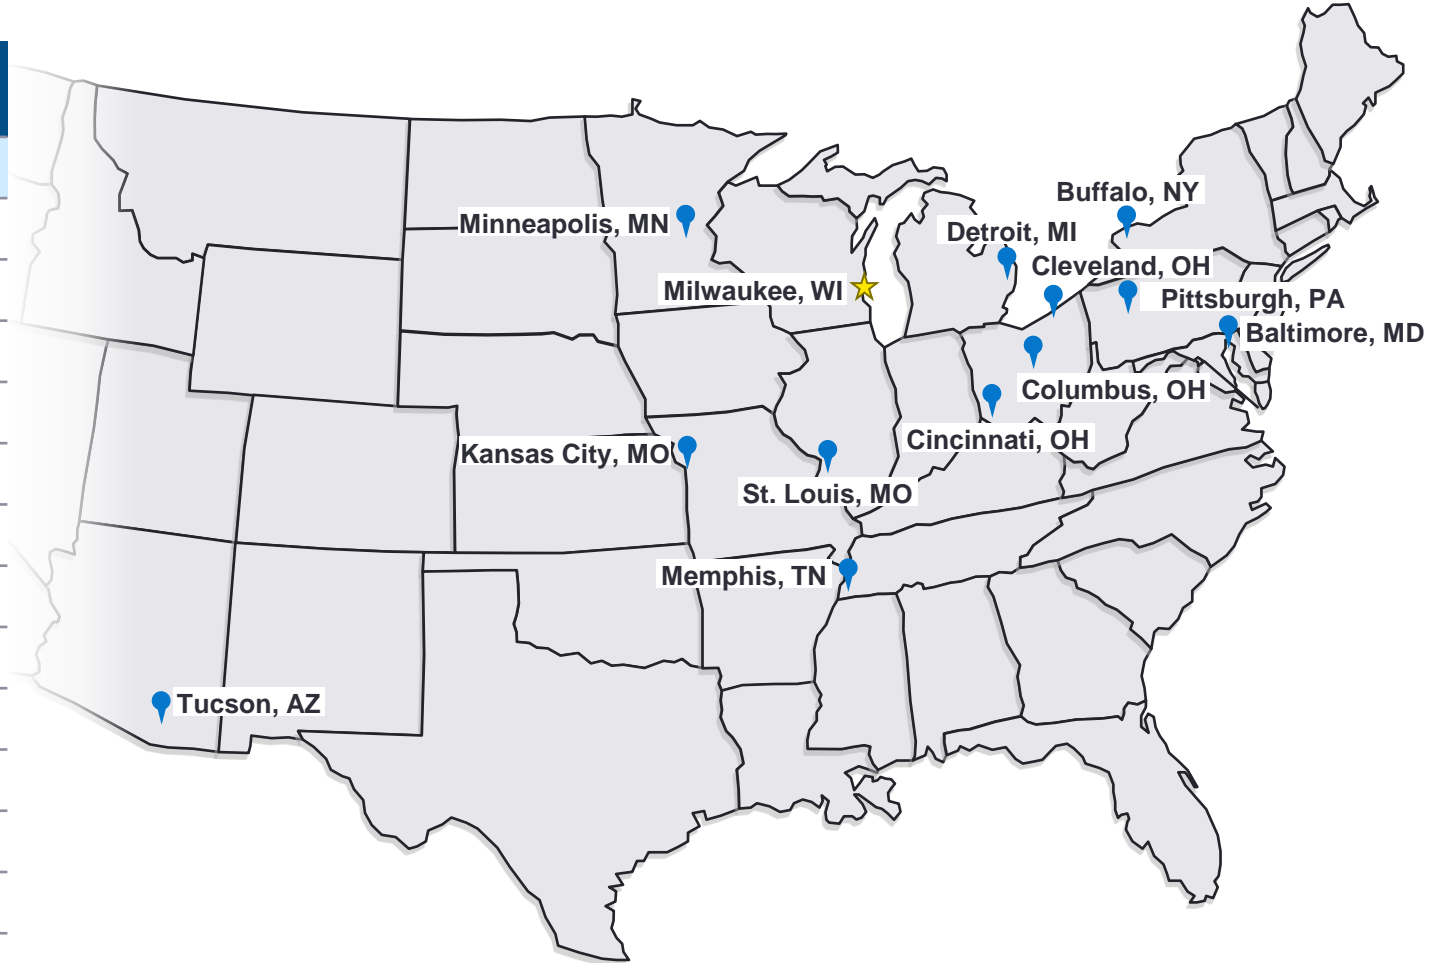 Buffalo, NY
Minneapolis, MN
Detroit, MI
Cleveland, OH
Milwaukee, WI
Pittsburgh, PA
Baltimore, MD
Columbus, OH
Cincinnati, OH
Kansas City, MO
St. Louis, MO
Memphis, TN
Tucson, AZ